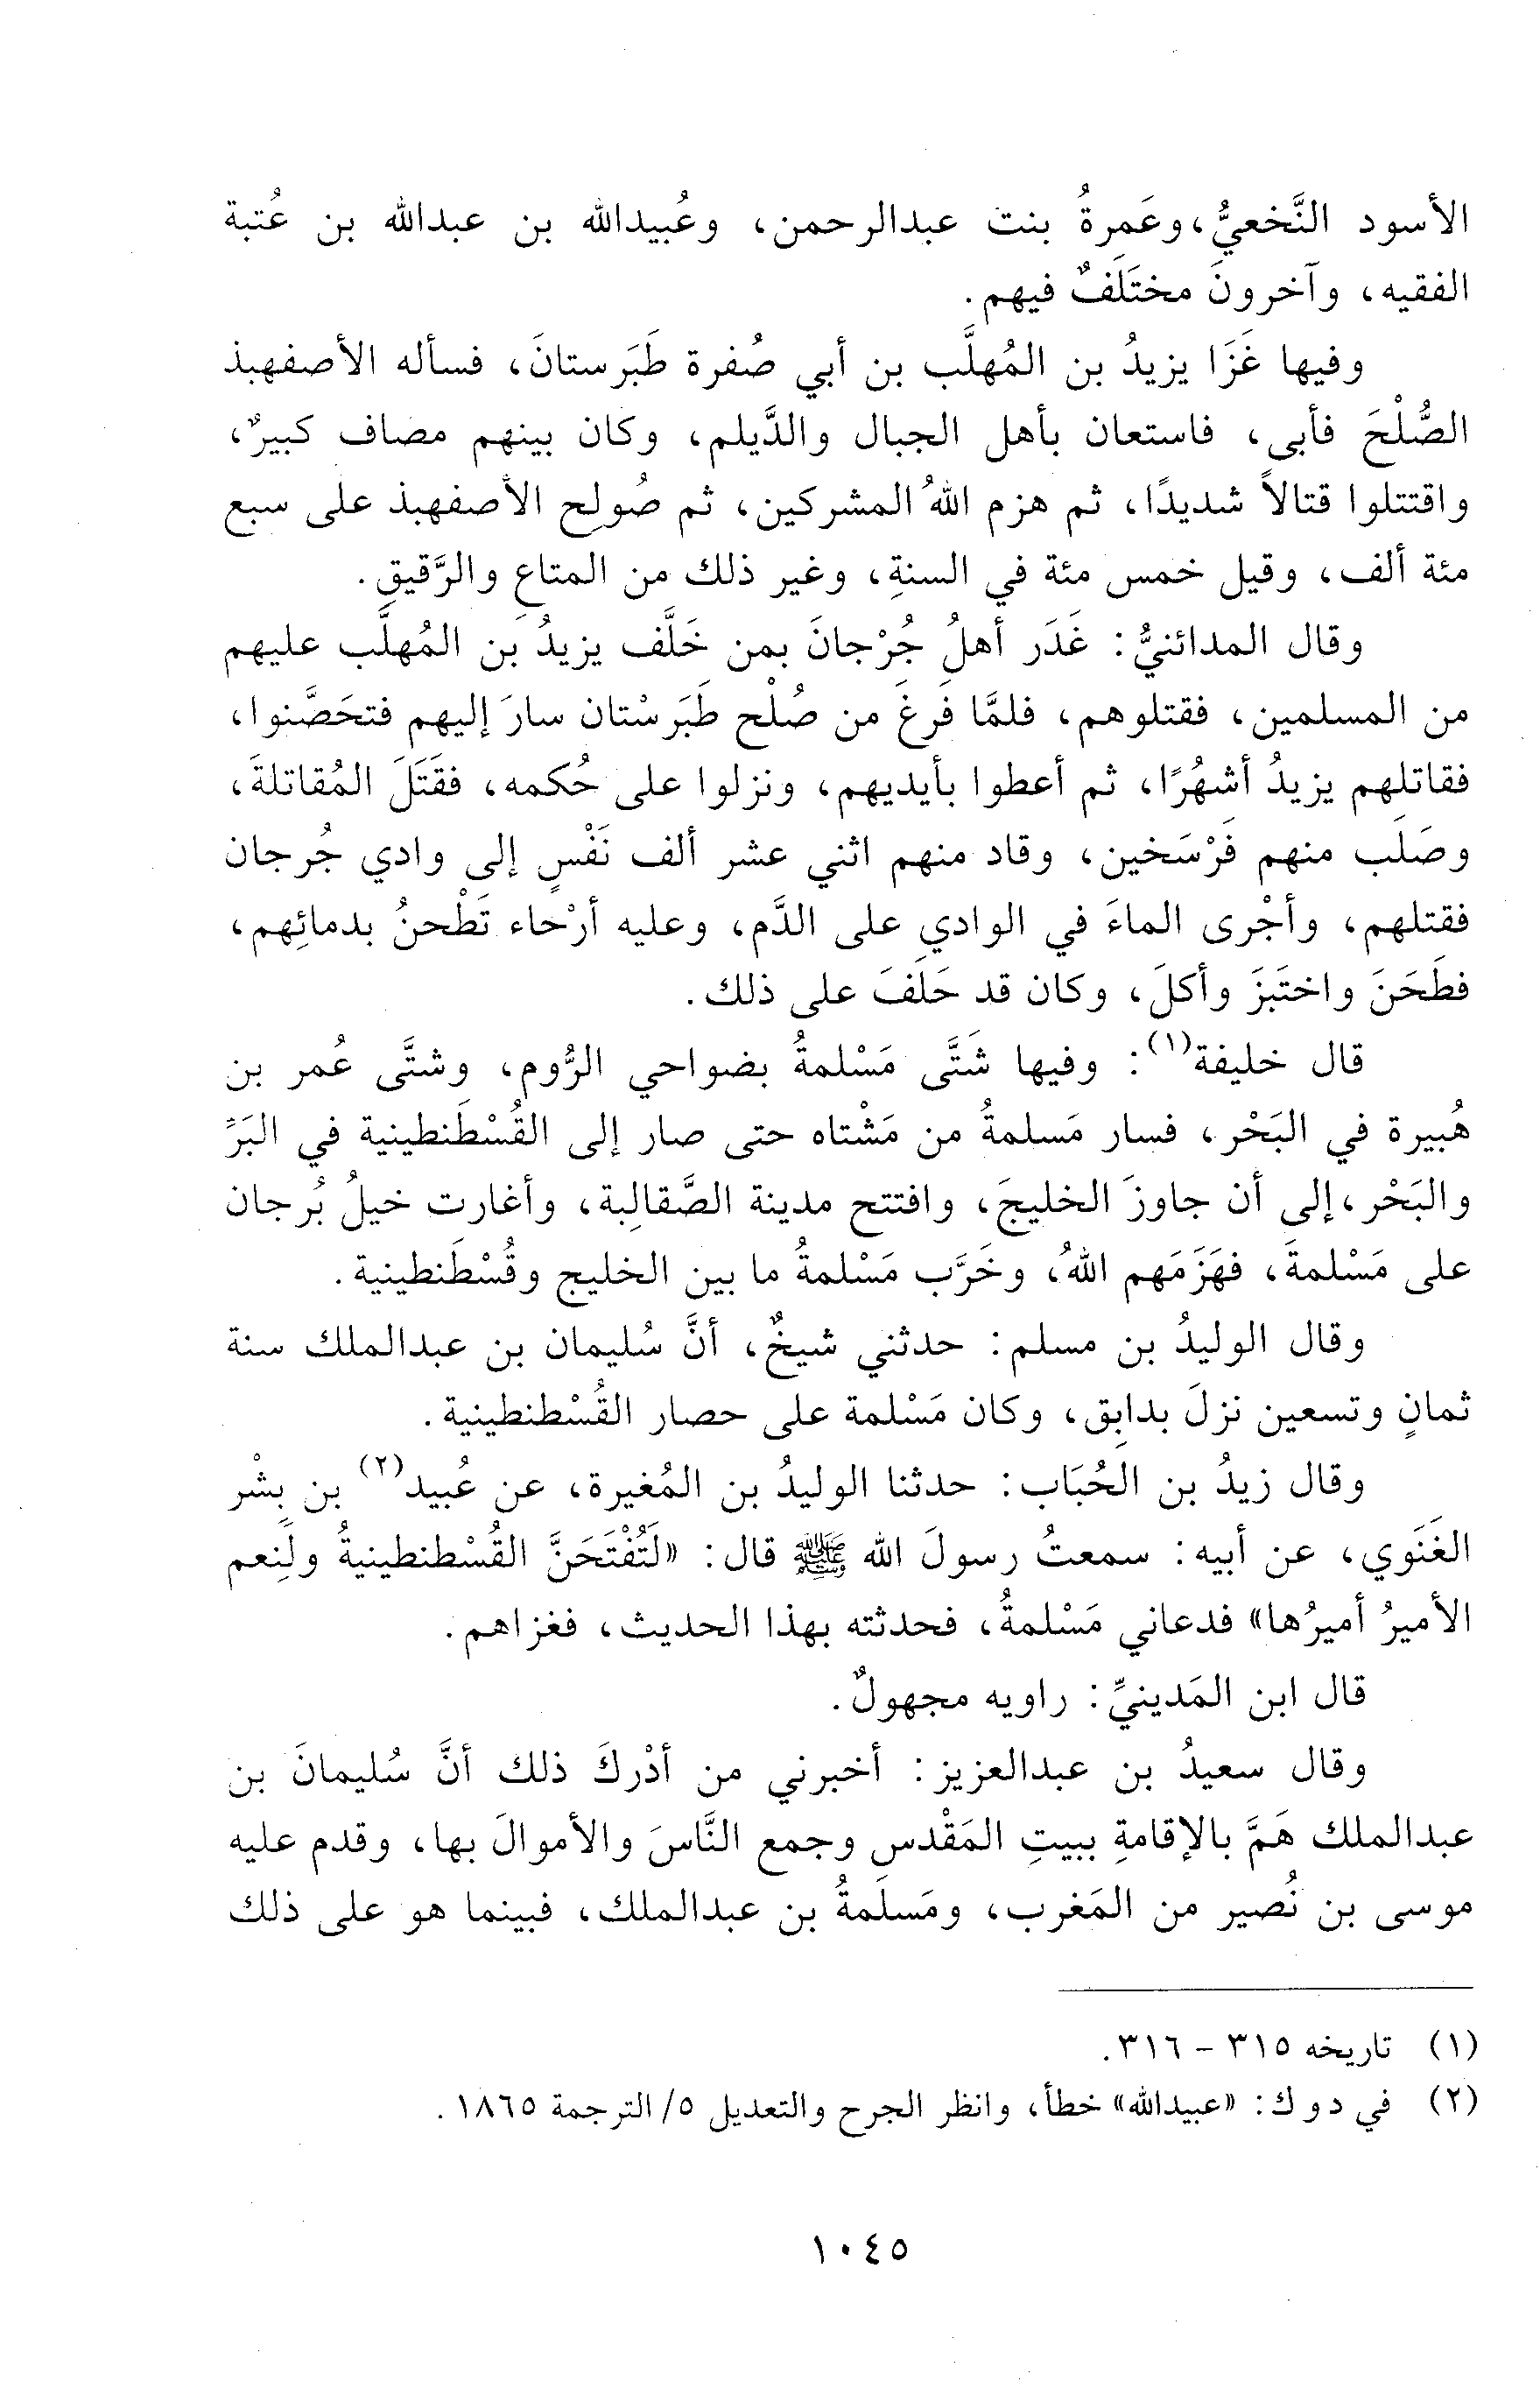 الأسود النَّخعيُّ، وعَمرةُ بنت عبدالرحمن، وعُبيدالله بن عبدالله بن عُتبة
الفقيه، وآخرونَ مختَلَفٌ فيهم.
وفيها غَزَا يزيدُ بن المُهلَّب بن أبي صُفرة طَبَرستانَ، فسأله الأصفهبذ
الصُّلْحَ فأبى، فاستعان بأهل الجبال والدَّيلم، وكان بينهم مصاف كبيرٌ،
واقتتلوا قتالاً شديدًا، ثم هزم اللهُ المشركين، ثم صُولح الأصفهبذ على سبع
مئة ألف، وقيل خمس مئة في السنةِ، وغير ذلك من المتاعِ والرَّقيقِ.
وقال المدائنيُّ: غَدَر أهلُ جُرْجانَ بمن خَلَّف يزيدُ بن المُهلَّب عليهم
من المسلمين، فقتلوهم، فلمَّا فَرغَ من صُلْح طَبَرسْتان سارَ إليهم فتحَصَّنوا،
فقاتلهم يزيدُ أشهُرًا، ثم أعطوا بأيديهم، ونزلوا على حُكمه، فقَتَلَ المُقاتلةَ،
وصَلَب منهم فَرْسَخين، وقاد منهم اثني عشر ألف نَفْسٍ إلى وادي جُرجان
فقتلهم، وأجْرى الماءَ في الوادي على الدَّم، وعليه أرْحاء تَطْحنُ بدمائِهم،
فطَحَنَ واختَبَزَ وأكلَ، وكان قد حَلَفَ على ذلك.
قال خليفة(١): وفيها شَتَّى مَسْلمةُ بضواحي الرُّوم، وشتَّى عُمر بن
هُبيرة في البَحْر، فسار مَسلمةُ من مَشْتاه حتى صار إلى القُسْطَنطينية في البَرِّ
والبَحْر، إلى أن جاوزَ الخليجَ، وافتتح مدينة الصَّقالِبة، وأغارت خيلُ بُرجان
على مَسْلمةَ، فهَزَمَهم اللهُ، وخَرَّب مَسْلمةُ ما بين الخليج وقُسْطَنطينية.
وقال الوليدُ بن مسلم: حدثني شيخٌ، أنَّ سُليمان بن عبدالملك سنة
ثمانٍ وتسعين نزلَ بدابِق، وكان مَسْلمة على حصار القُسْطنطينية.
وقال زيدُ بن الحُبَاب: حدثنا الوليدُ بن المُغيرة، عن عُبيد(٢) بن بِشْر
الغَنَوي، عن أبيه: سمعتُ رسولَ الله ﷺ قال: «لَتُفْتَحَنَّ القُسْطنطينيةُ ولَنِعم
الأميرُ أميرُها» فدعاني مَسْلمةُ، فحدثته بهذا الحديث، فغزاهم.
قال ابن المَدينيِّ: راويه مجهولٌ.
وقال سعيدُ بن عبدالعزيز: أخبرني من أدْركَ ذلك أنَّ سُليمانَ بن
عبدالملك هَمَّ بالإقامةِ ببيتِ المَقْدسِ وجمع النَّاسَ والأموالَ بها، وقدم عليه
موسى بن نُصير من المَغرب، ومَسلَمةُ بن عبدالملك، فبينما هو على ذلك
(١) تاريخه ٣١٥ - ٣١٦.
(٢) في د و ك: «عبيدالله» خطأ، وانظر الجرح والتعديل ٥/ الترجمة ١٨٦٥.
١٠٤٥